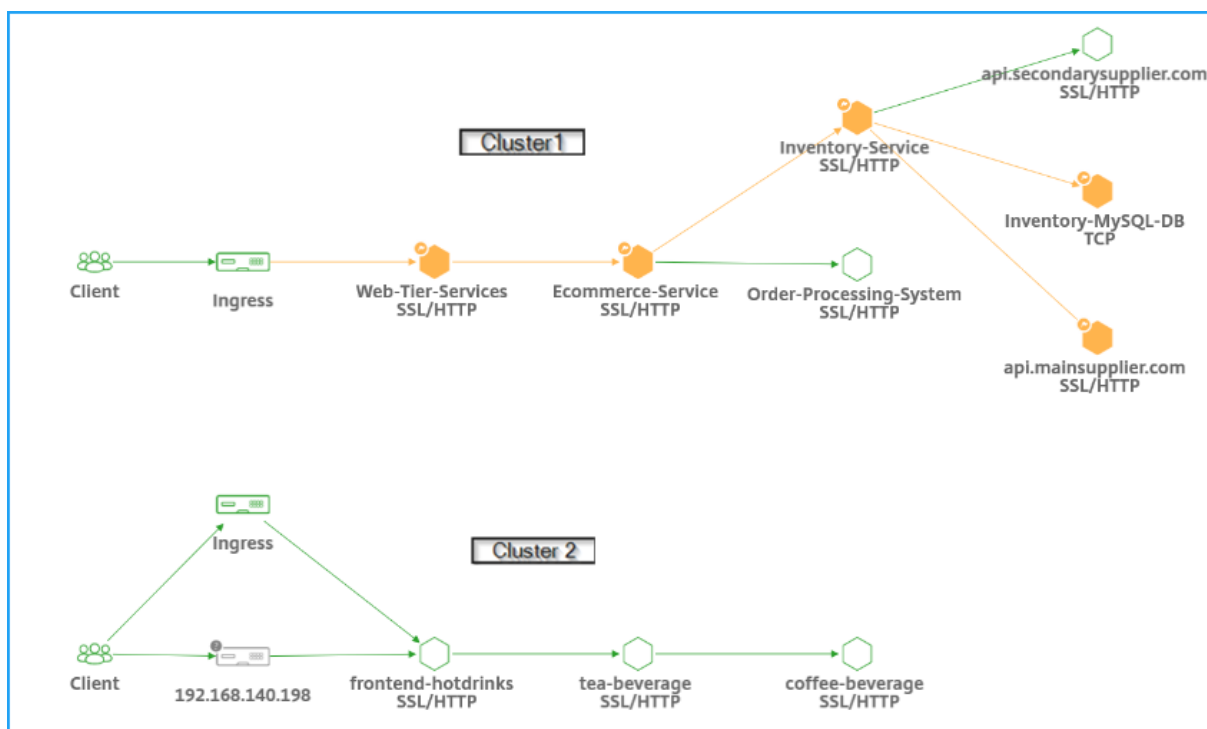 api.secondarysupplier.com
SSL/HTTP
Cluster1
Inventory-Service
SSL/HTTP
Inventory-MySQL-DB
TCP
Client
Ingress
Web-Tier-Services
SSL/HTTP
Ecommerce-Service
SSL/HTTP
Order-Processing-System
SSL/HTTP
api.mainsupplier.com
SSL/HTTP
Ingress
Cluster 2
Client
192.168.140.198
frontend-hotdrinks
SSL/HTTP
tea-beverage
SSL/HTTP
coffee-beverage
SSL/HTTP